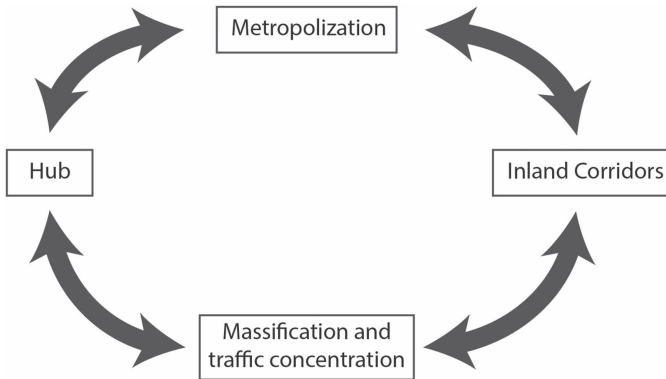 Metropolization
Hub
Inland Corridors
Massification and
traffic concentration